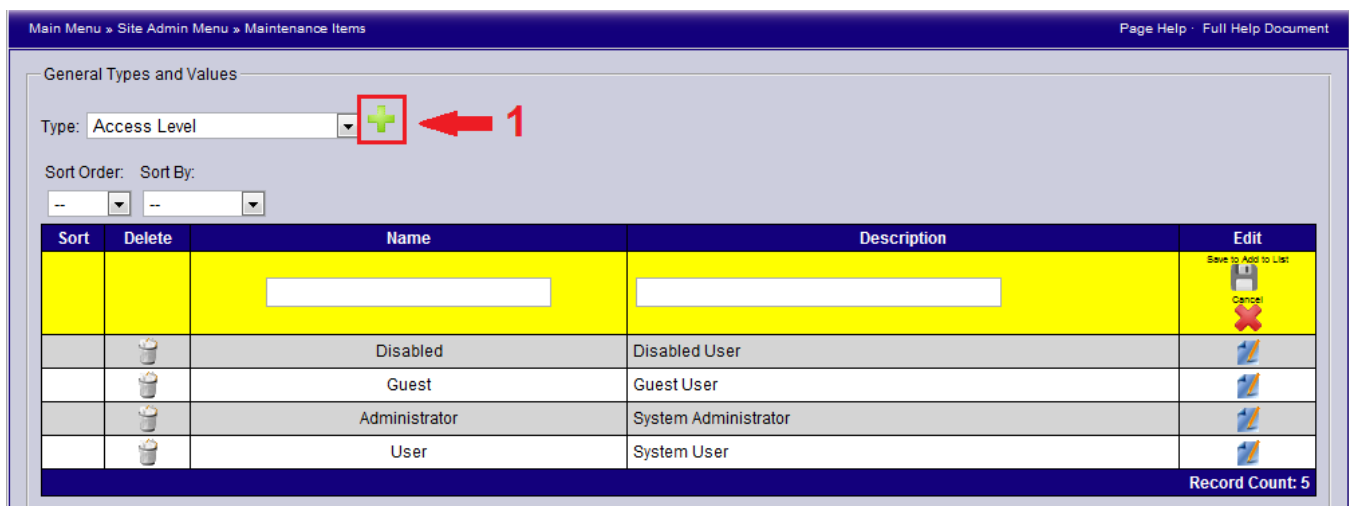 Main Menu » Site Admin Menu » Maintenance Items Page Help · Full Help Document
General Types and Values
Type: Access Level 1
Sort Order: Sort By:
-- --
Sort Delete Name Description Edit
Save to Add to List
Cancel
Disabled Disabled User
Guest Guest User
Administrator System Administrator
User System User
Record Count: 5